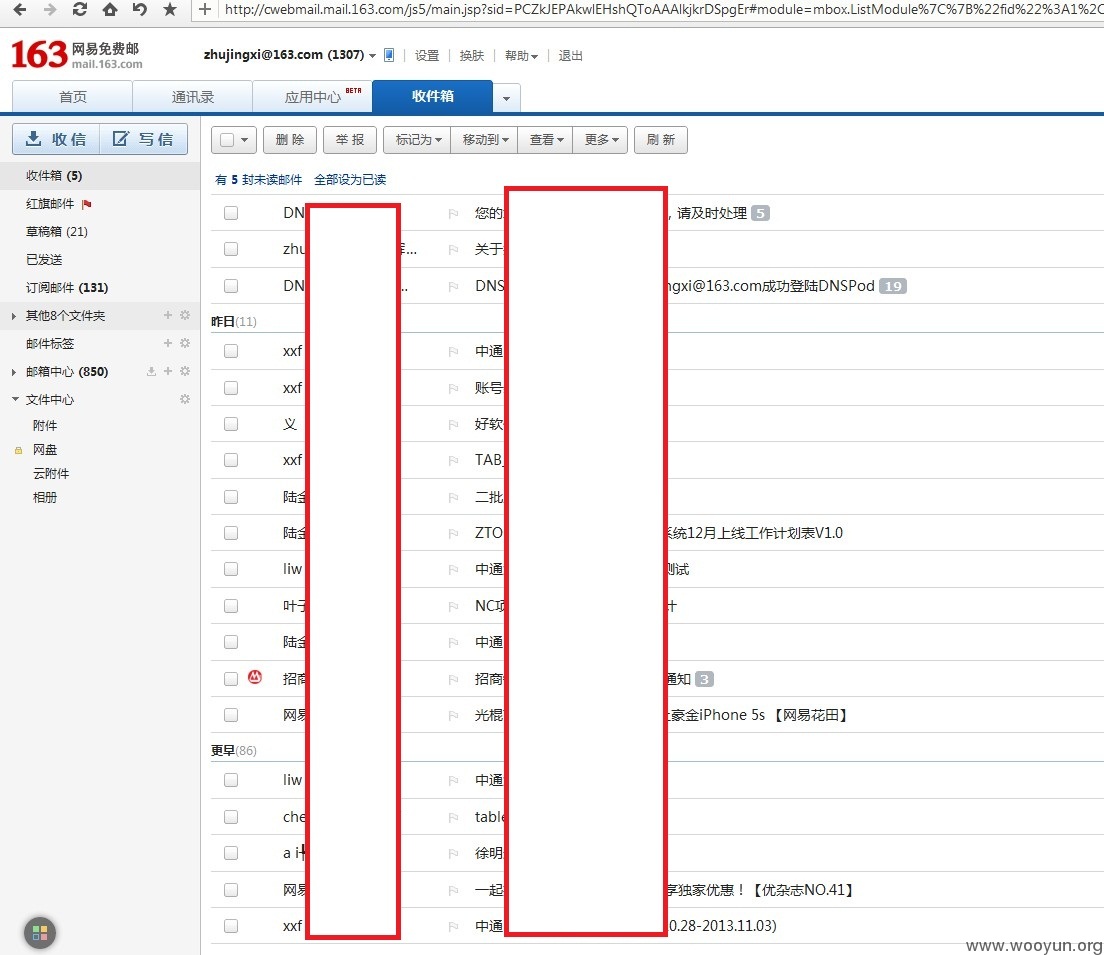 http://cwebmail.mail.163.com/js5/main.jsp?sid=PCZkJEPAkwlEHshQToAAAlkjkrDSpgEr#module=mbox.ListModule%7C%7B%22fid%22%3A1%2C
163 网易免费邮
mail.163.com
zhujingxi@163.com (1307) 设置 换肤 帮助 退出
首页 通讯录 应用中心 BETA 收件箱
收信 写信 删除 举报 标记为 移动到 查看 更多 刷新
收件箱 (5)
红旗邮件
草稿箱 (21)
已发送
订阅邮件 (131)
其他8个文件夹
邮件标签
邮箱中心 (850)
文件中心
附件
网盘
云附件
相册
有 5 封未读邮件 全部设为已读
DN 您的 , 请及时处理 5
zhu ... 关于
DN .. DNS ngxi@163.com成功登陆DNSPod 19
昨日(11)
xxf 中通
xxf 账号
义 好软
xxf TAB_
陆金 二批
陆金 ZTO 系统12月上线工作计划表V1.0
liw 中通 测试
叶子 NC项 计
陆金 中通
招商 招商 通知 3
网易 光棍 土豪金iPhone 5s 【网易花田】
更早(86)
liw 中通
che table
a i 徐明
网易 一起 享独家优惠！【优杂志NO.41】
xxf 中通 0.28-2013.11.03)
www.wooyun.org